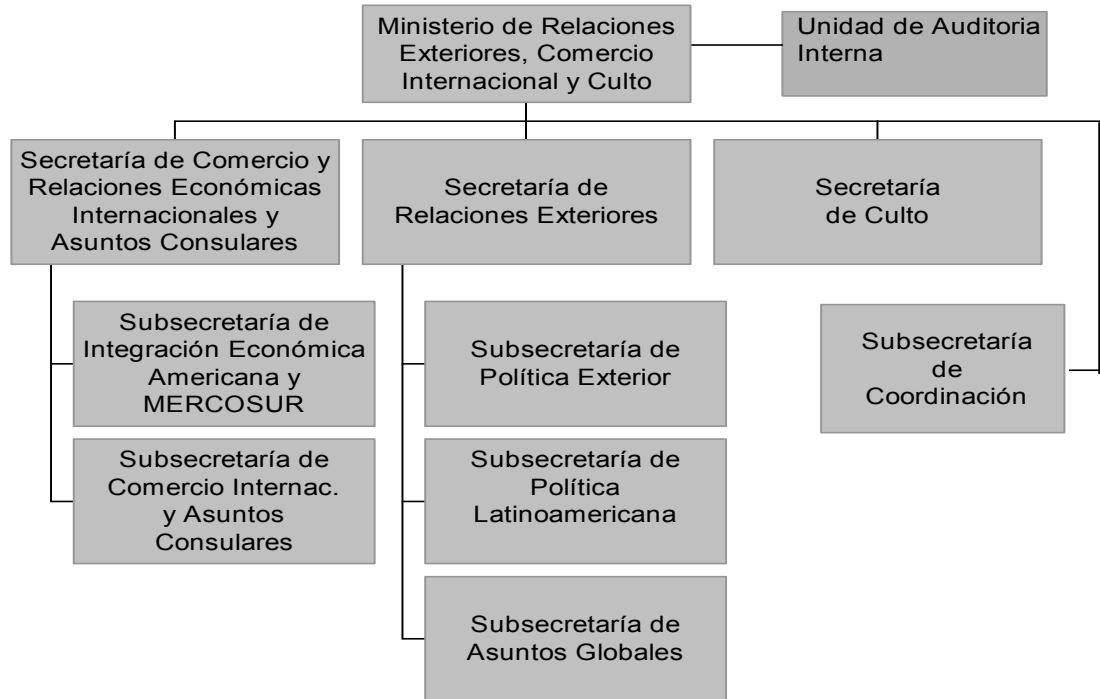 Ministerio de Relaciones
Exteriores, Comercio
Internacional y Culto
Unidad de Auditoria
Interna
Secretaría de Comercio y
Relaciones Económicas
Internacionales y
Asuntos Consulares
Secretaría de
Relaciones Exteriores
Secretaría
de Culto
Subsecretaría de
Integración Económica
Americana y
MERCOSUR
Subsecretaría de
Política Exterior
Subsecretaría
de
Coordinación
Subsecretaría de
Comercio Internac.
y Asuntos
Consulares
Subsecretaría de
Política
Latinoamericana
Subsecretaría de
Asuntos Globales